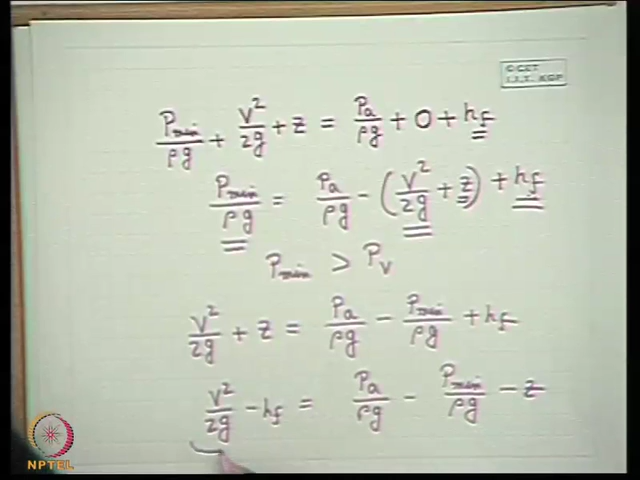 ©CET
I.I.T. KGP
Pmin/ρg + V²/2g + z = Pa/ρg + 0 + hf
Pmin/ρg = Pa/ρg - (V²/2g + z) + hf
Pmin > Pv
V²/2g + z = Pa/ρg - Pmin/ρg + hf
V²/2g - hf = Pa/ρg - Pmin/ρg - z
NPTEL